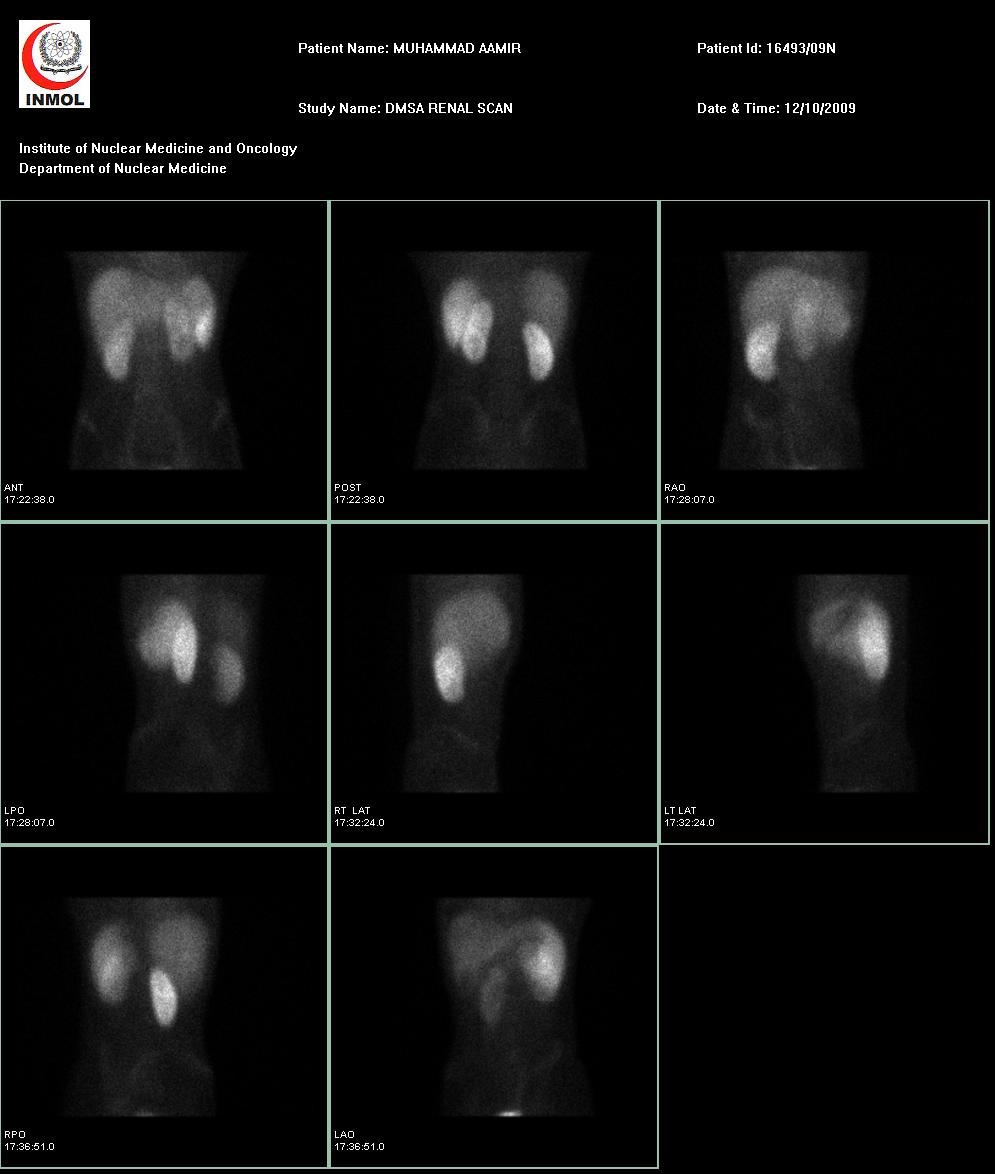 INMOL
Patient Name: MUHAMMAD AAMIR
Patient Id: 16493/09N
Study Name: DMSA RENAL SCAN
Date & Time: 12/10/2009
Institute of Nuclear Medicine and Oncology
Department of Nuclear Medicine
ANT
17:22:38.0
POST
17:22:38.0
RAO
17:28:07.0
LPO
17:28:07.0
RT LAT
17:32:24.0
LT LAT
17:32:24.0
RPO
17:36:51.0
LAO
17:36:51.0